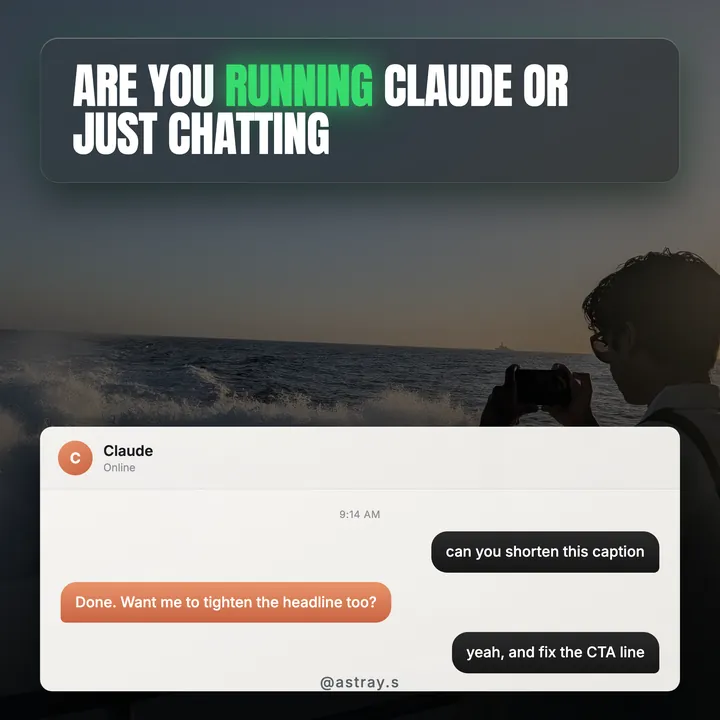 ARE YOU RUNNING CLAUDE OR
JUST CHATTING
C
Claude
Online
9:14 AM
can you shorten this caption
Done. Want me to tighten the headline too?
yeah, and fix the CTA line
@astray.s